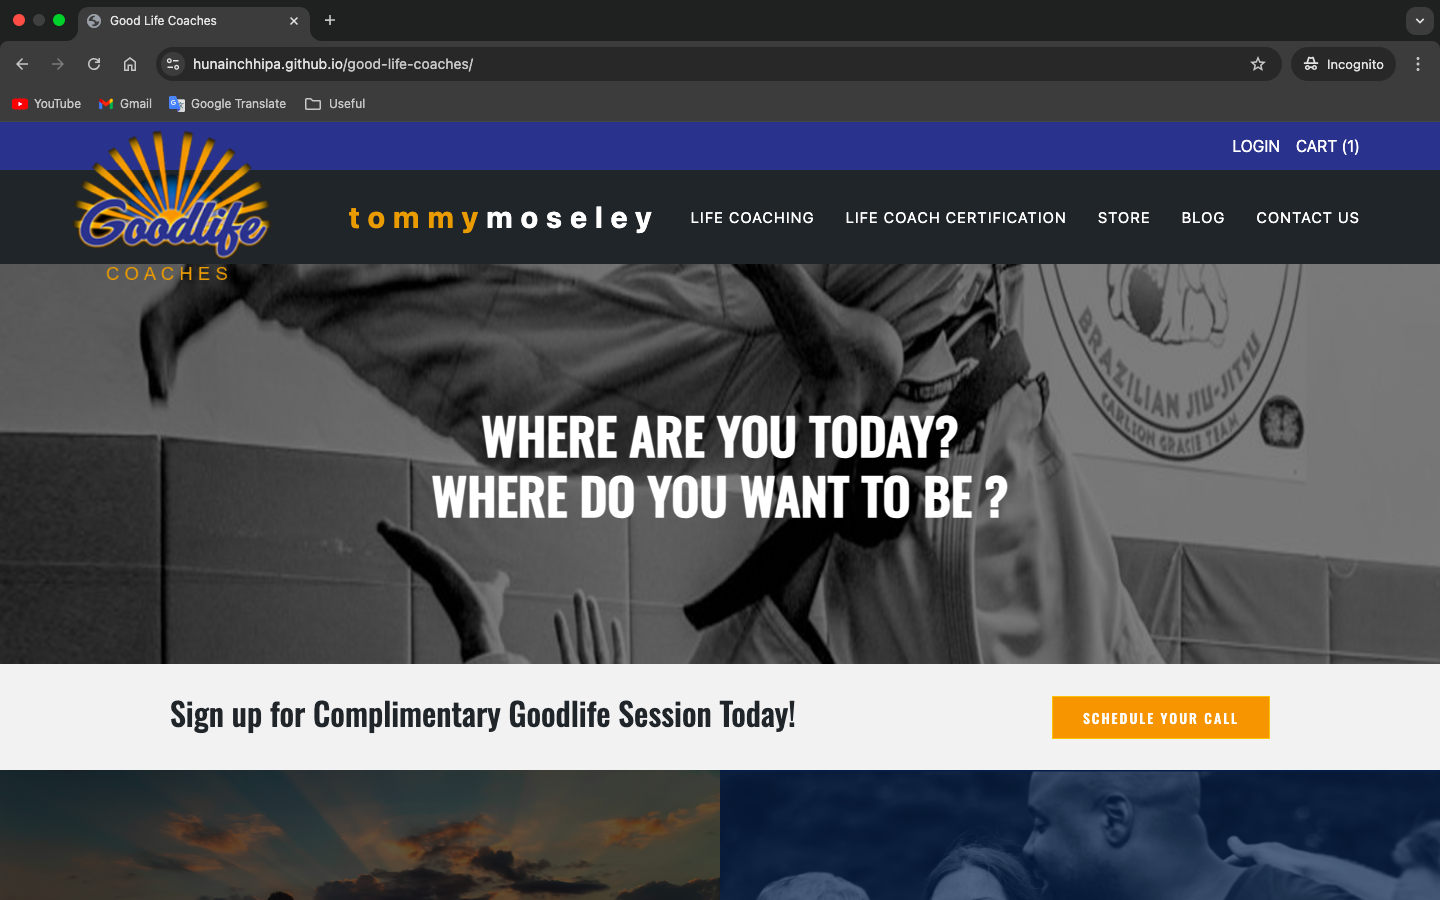 Good Life Coaches
hunainchhipa.github.io/good-life-coaches/
Incognito
YouTube
Gmail
Google Translate
Useful
LOGIN
CART (1)
Goodlife
COACHES
tommymoseley
LIFE COACHING
LIFE COACH CERTIFICATION
STORE
BLOG
CONTACT US
BRAZILIAN JIU-JITSU
CARLSON GRACIE TEAM
WHERE ARE YOU TODAY?
WHERE DO YOU WANT TO BE ?
Sign up for Complimentary Goodlife Session Today!
SCHEDULE YOUR CALL